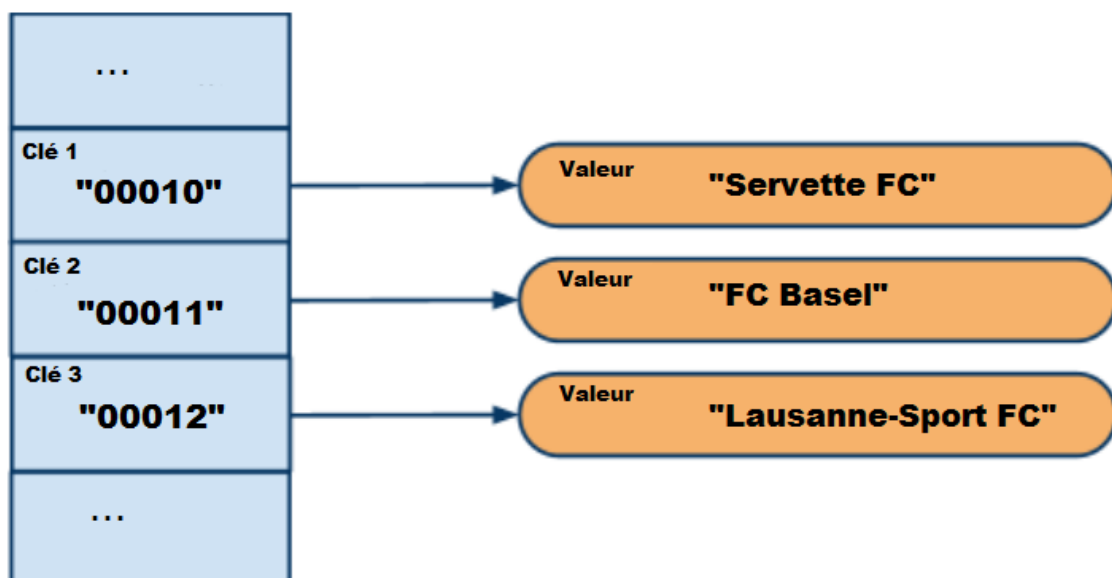 ...
Clé 1
"00010"
Valeur "Servette FC"
Clé 2
"00011"
Valeur "FC Basel"
Clé 3
"00012"
Valeur "Lausanne-Sport FC"
...